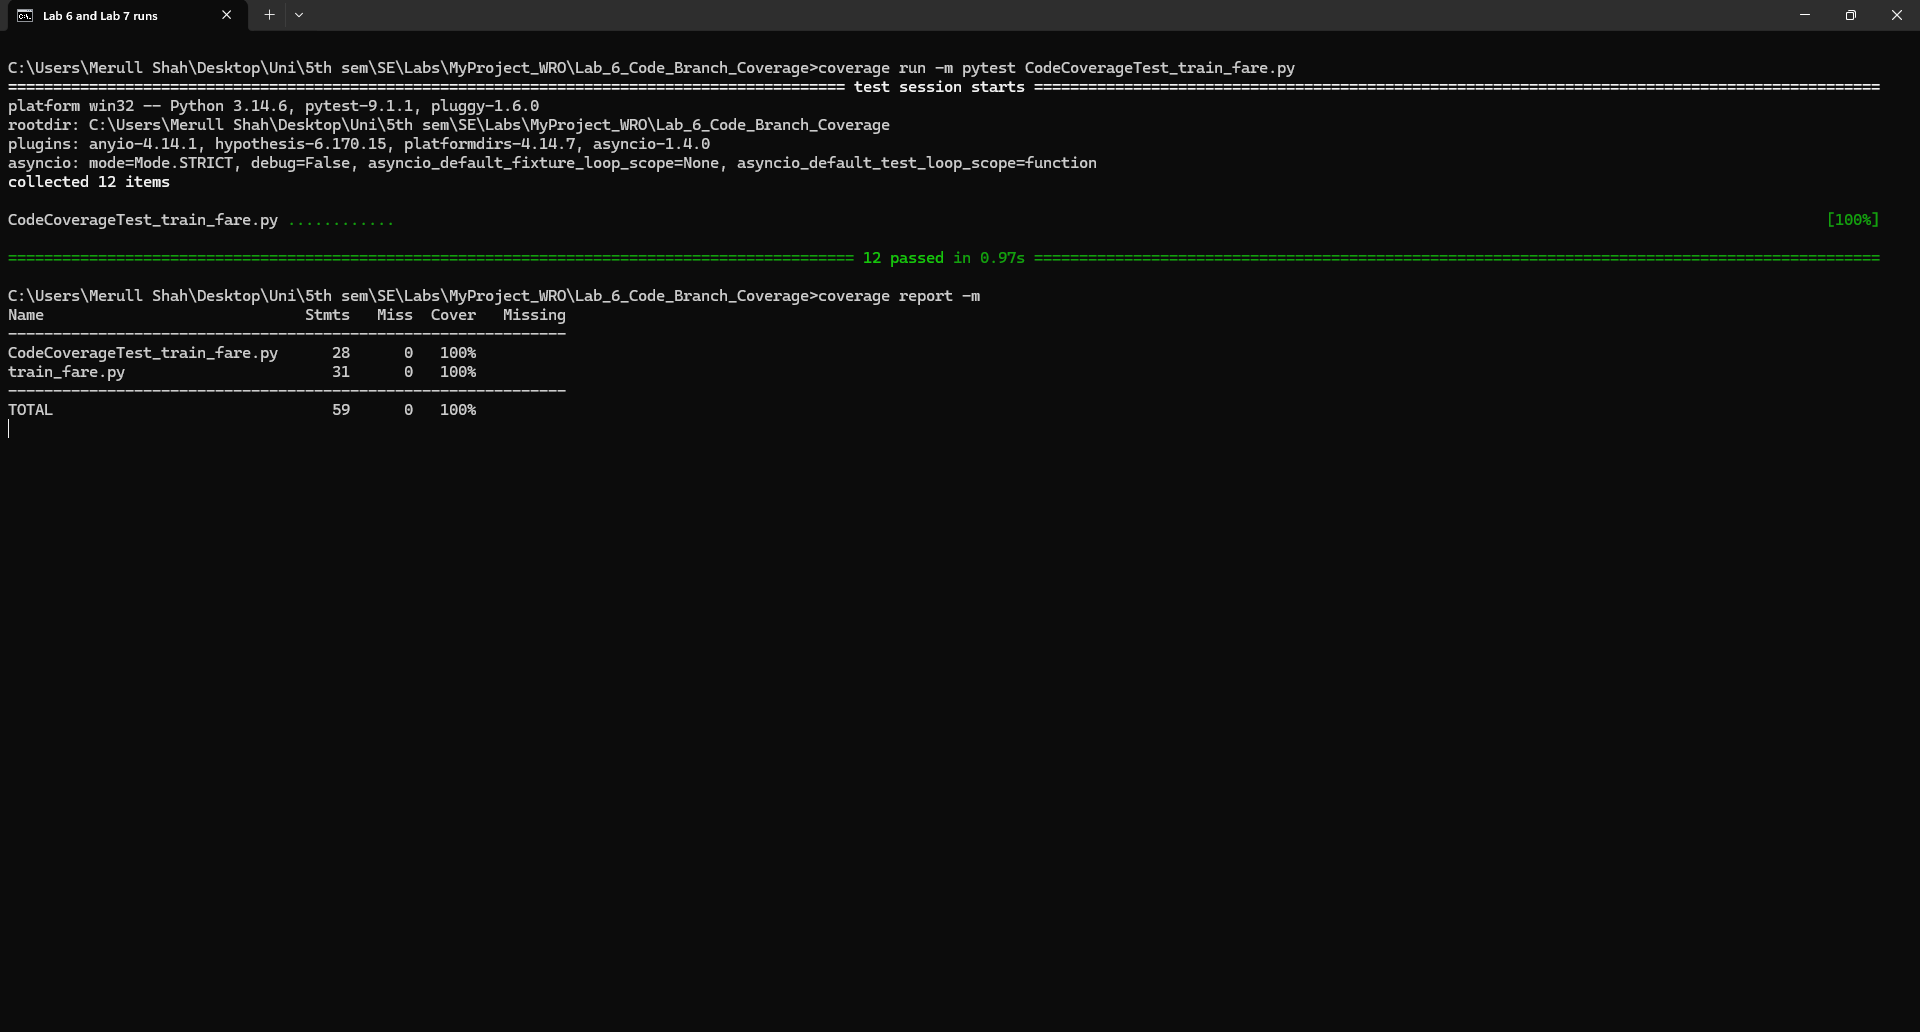 Lab 6 and Lab 7 runs
C:\Users\Merull Shah\Desktop\Uni\5th sem\SE\Labs\MyProject_WRO\Lab_6_Code_Branch_Coverage>coverage run -m pytest CodeCoverageTest_train_fare.py
============================================================================================= test session starts ==============================================================================================
platform win32 -- Python 3.14.6, pytest-9.1.1, pluggy-1.6.0
rootdir: C:\Users\Merull Shah\Desktop\Uni\5th sem\SE\Labs\MyProject_WRO\Lab_6_Code_Branch_Coverage
plugins: anyio-4.14.1, hypothesis-6.170.15, platformdirs-4.14.7, asyncio-1.4.0
asyncio: mode=Mode.STRICT, debug=False, asyncio_default_fixture_loop_scope=None, asyncio_default_test_loop_scope=function
collected 12 items
CodeCoverageTest_train_fare.py ............ [100%]
============================================================================================== 12 passed in 0.97s ==============================================================================================
C:\Users\Merull Shah\Desktop\Uni\5th sem\SE\Labs\MyProject_WRO\Lab_6_Code_Branch_Coverage>coverage report -m
Name                             Stmts   Miss  Cover   Missing
--------------------------------------------------------------
CodeCoverageTest_train_fare.py      28      0   100%
train_fare.py                       31      0   100%
--------------------------------------------------------------
TOTAL                               59      0   100%